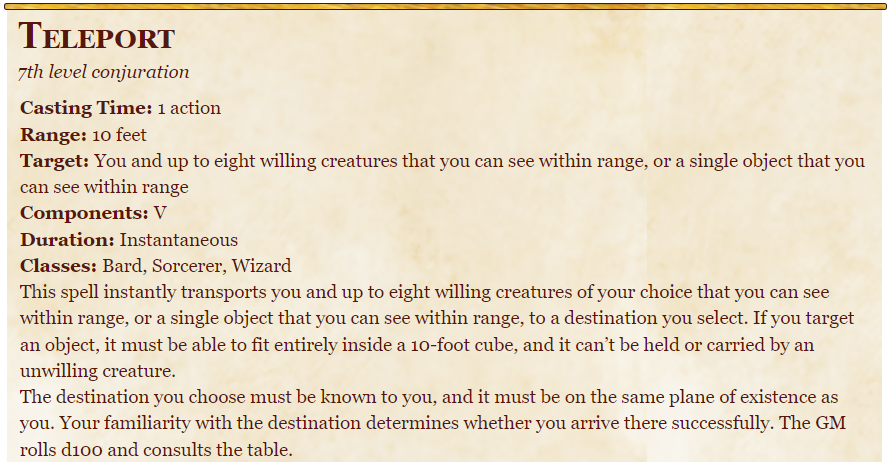 Teleport
7th level conjuration
Casting Time: 1 action
Range: 10 feet
Target: You and up to eight willing creatures that you can see within range, or a single object that you
can see within range
Components: V
Duration: Instantaneous
Classes: Bard, Sorcerer, Wizard
This spell instantly transports you and up to eight willing creatures of your choice that you can see
within range, or a single object that you can see within range, to a destination you select. If you target
an object, it must be able to fit entirely inside a 10-foot cube, and it can’t be held or carried by an
unwilling creature.
The destination you choose must be known to you, and it must be on the same plane of existence as
you. Your familiarity with the destination determines whether you arrive there successfully. The GM
rolls d100 and consults the table.